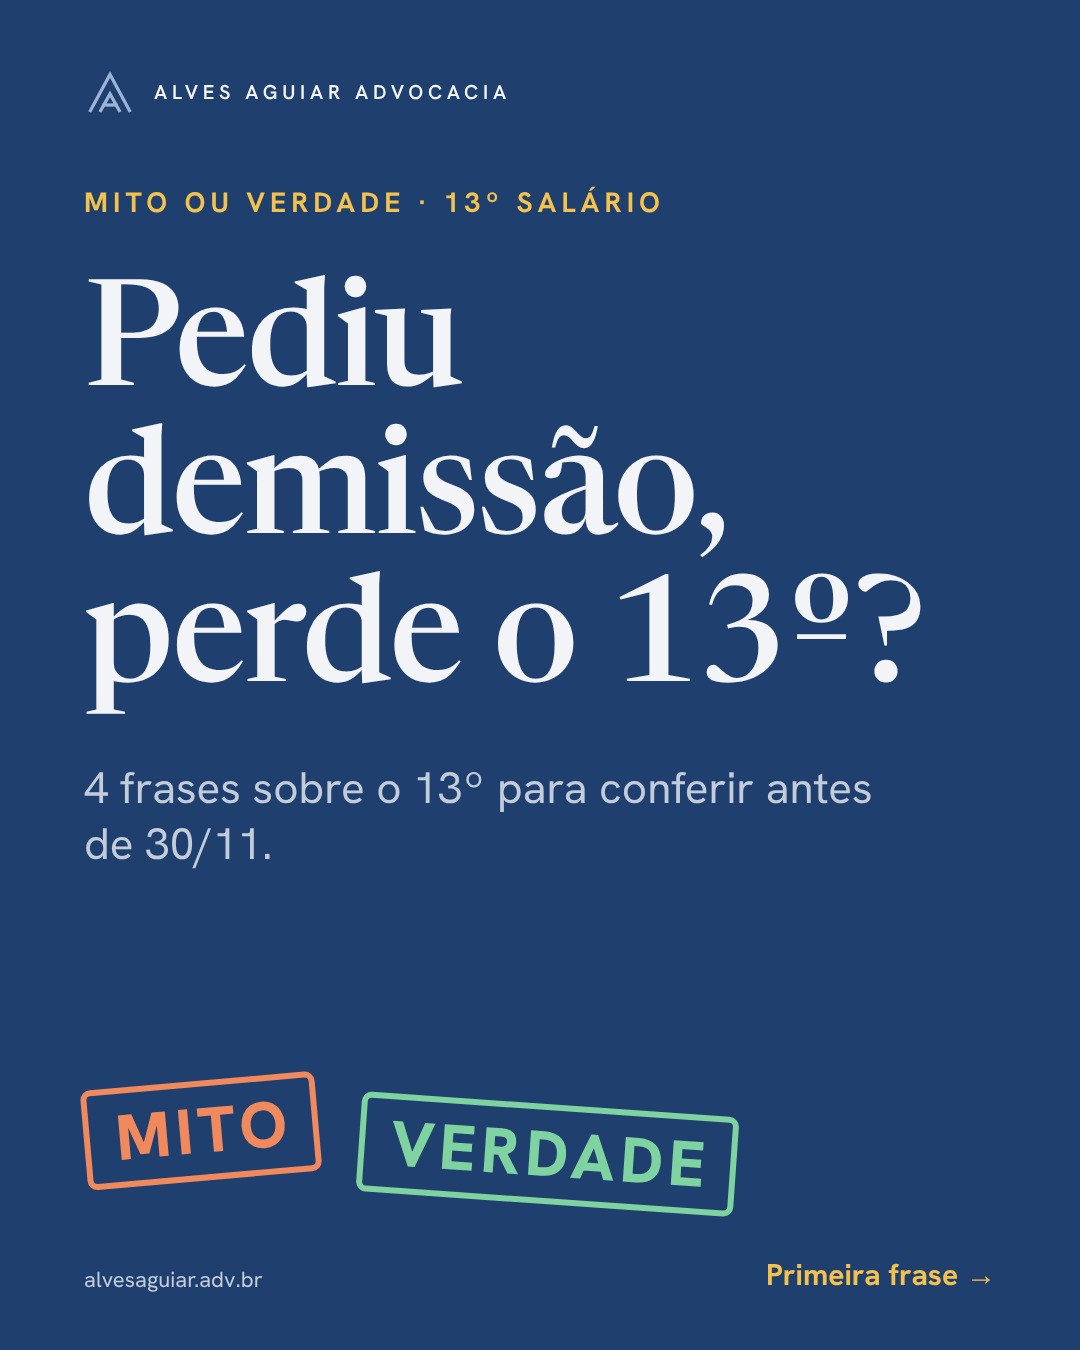 ALVES AGUIAR ADVOCACIA
MITO OU VERDADE · 13º SALÁRIO
Pediu
demissão,
perde o 13º?
4 frases sobre o 13º para conferir antes
de 30/11.
MITO
VERDADE
alvesaguiar.adv.br
Primeira frase →